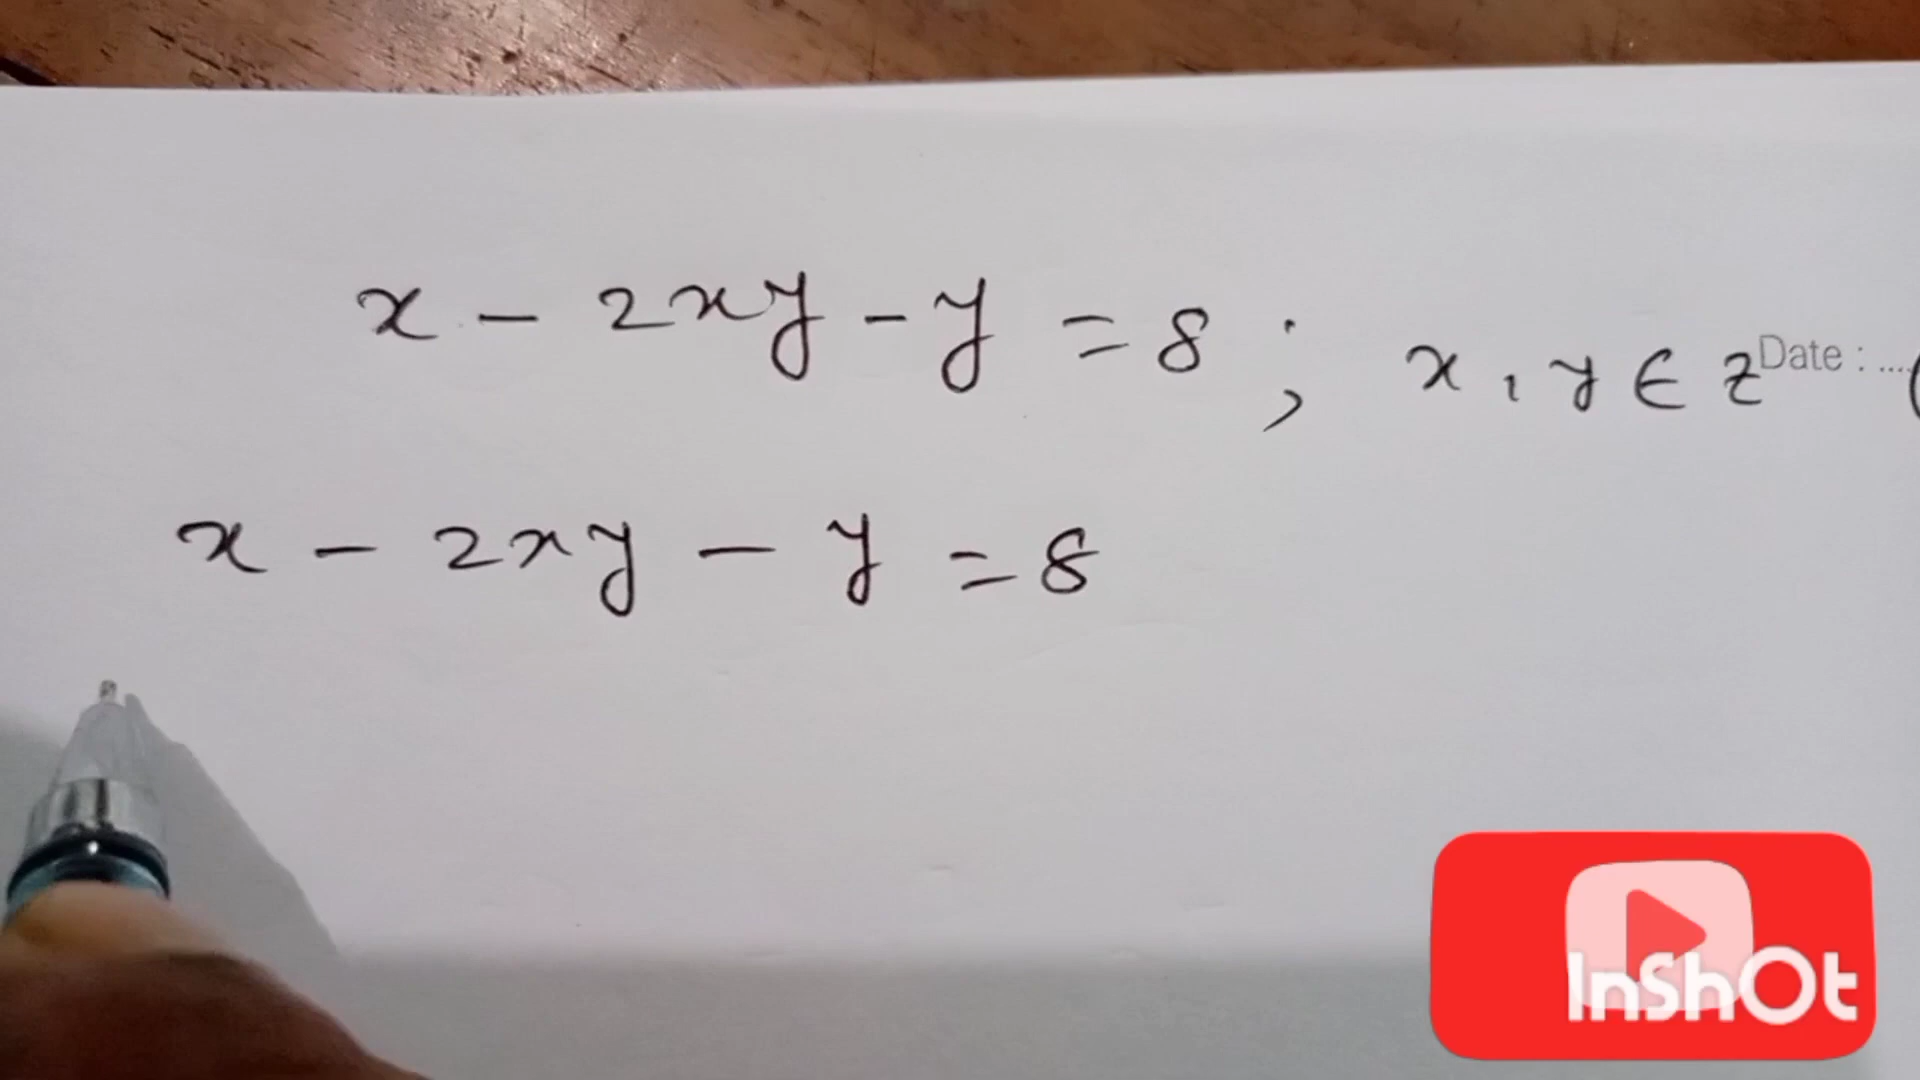 x - 2xy - y = 8 ; x, y ∈ Z
Date : ....
x - 2xy - y = 8
InShOt